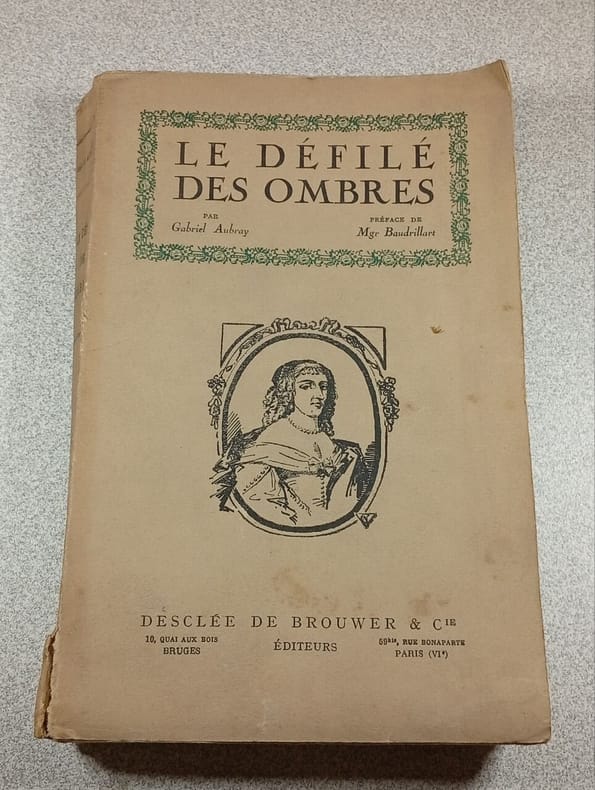 LE DÉFILÉ
DES OMBRES
PAR
Gabriel Aubray
PRÉFACE DE
Mgr Baudrillart
DESCLÉE DE BROUWER & Cᴵᴱ
10, QUAI AUX BOIS
BRUGES
ÉDITEURS
59ᵇⁱˢ, RUE BONAPARTE
PARIS (VIᵉ)